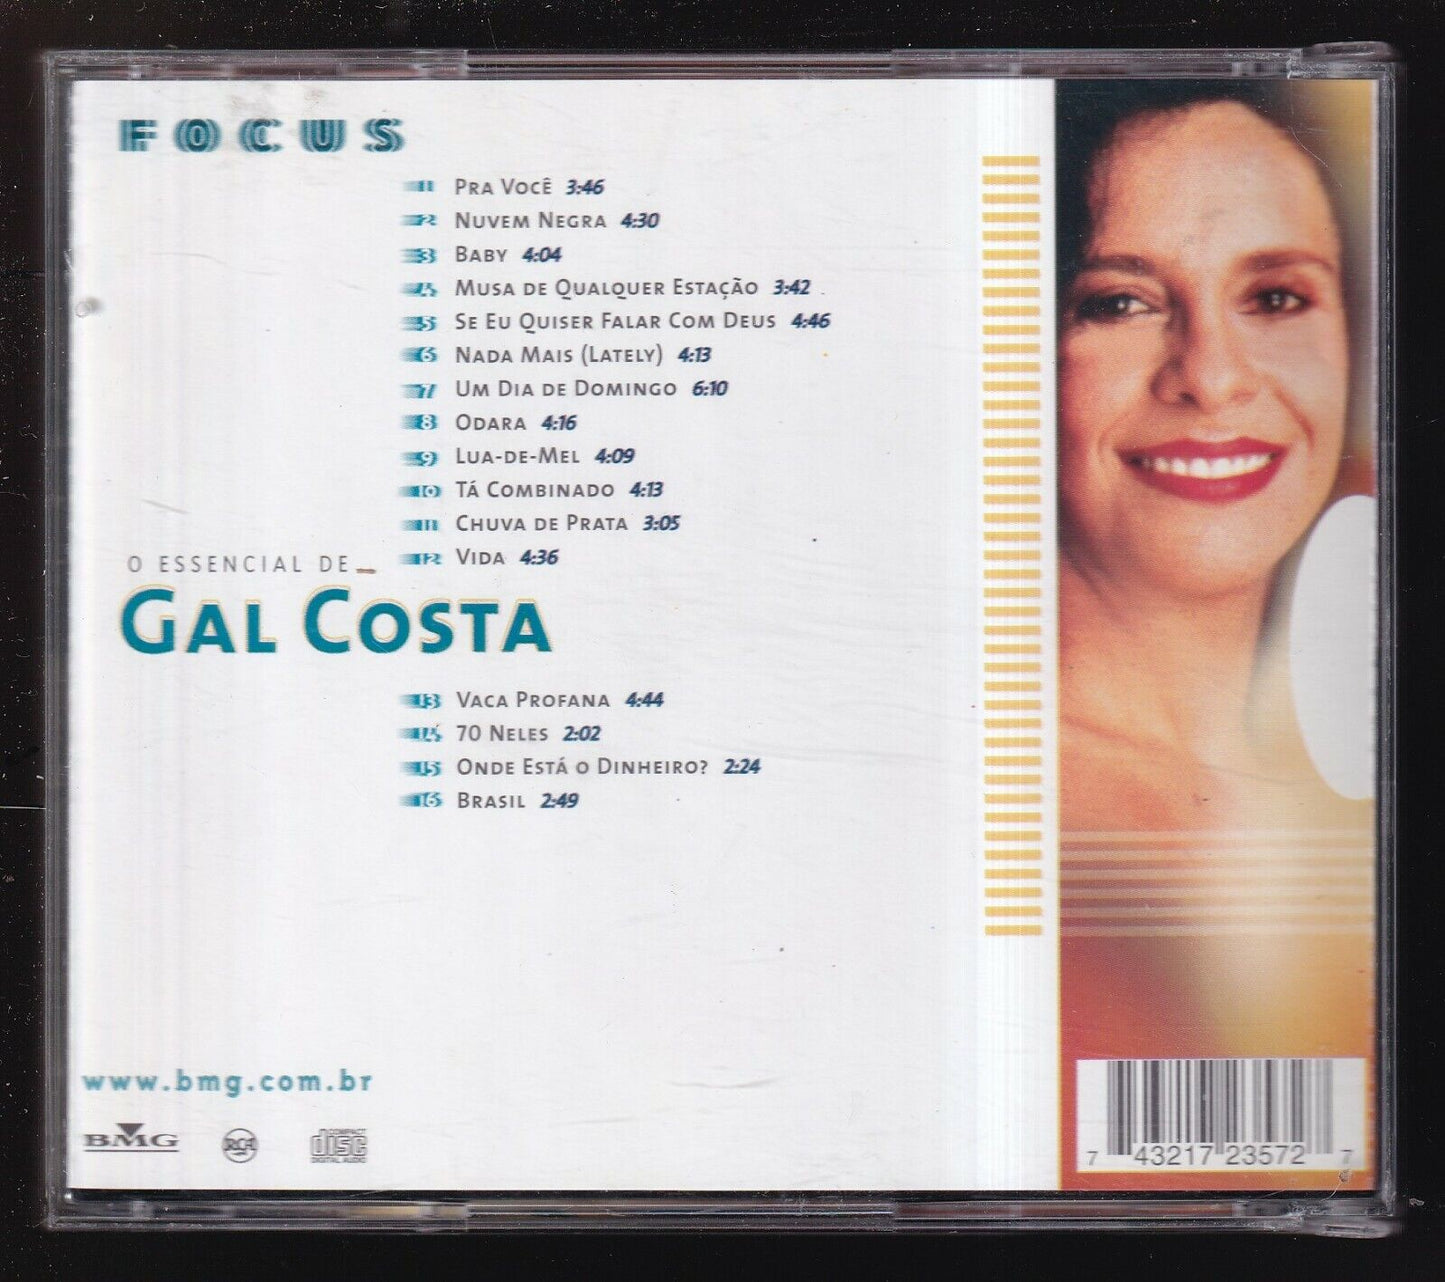 FOCUS
1 PRA VOCÊ 3:46
2 NUVEM NEGRA 4:30
3 BABY 4:04
4 MUSA DE QUALQUER ESTAÇÃO 3:42
5 SE EU QUISER FALAR COM DEUS 4:46
6 NADA MAIS (LATELY) 4:13
7 UM DIA DE DOMINGO 6:10
8 ODARA 4:16
9 LUA-DE-MEL 4:09
10 TÁ COMBINADO 4:13
11 CHUVA DE PRATA 3:05
12 VIDA 4:36
O ESSENCIAL DE
GAL COSTA
13 VACA PROFANA 4:44
14 70 NELES 2:02
15 ONDE ESTÁ O DINHEIRO? 2:24
16 BRASIL 2:49
www.bmg.com.br
BMG RCA COMPACT disc DIGITAL AUDIO
7 43217 23572 7